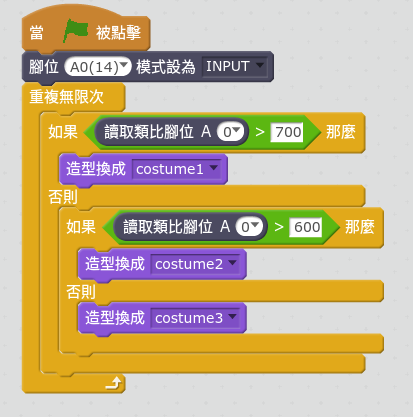 當 被點擊
腳位 A0(14) 模式設為 INPUT
重複無限次
如果 讀取類比腳位 A 0 > 700 那麼
造型換成 costume1
否則
如果 讀取類比腳位 A 0 > 600 那麼
造型換成 costume2
否則
造型換成 costume3